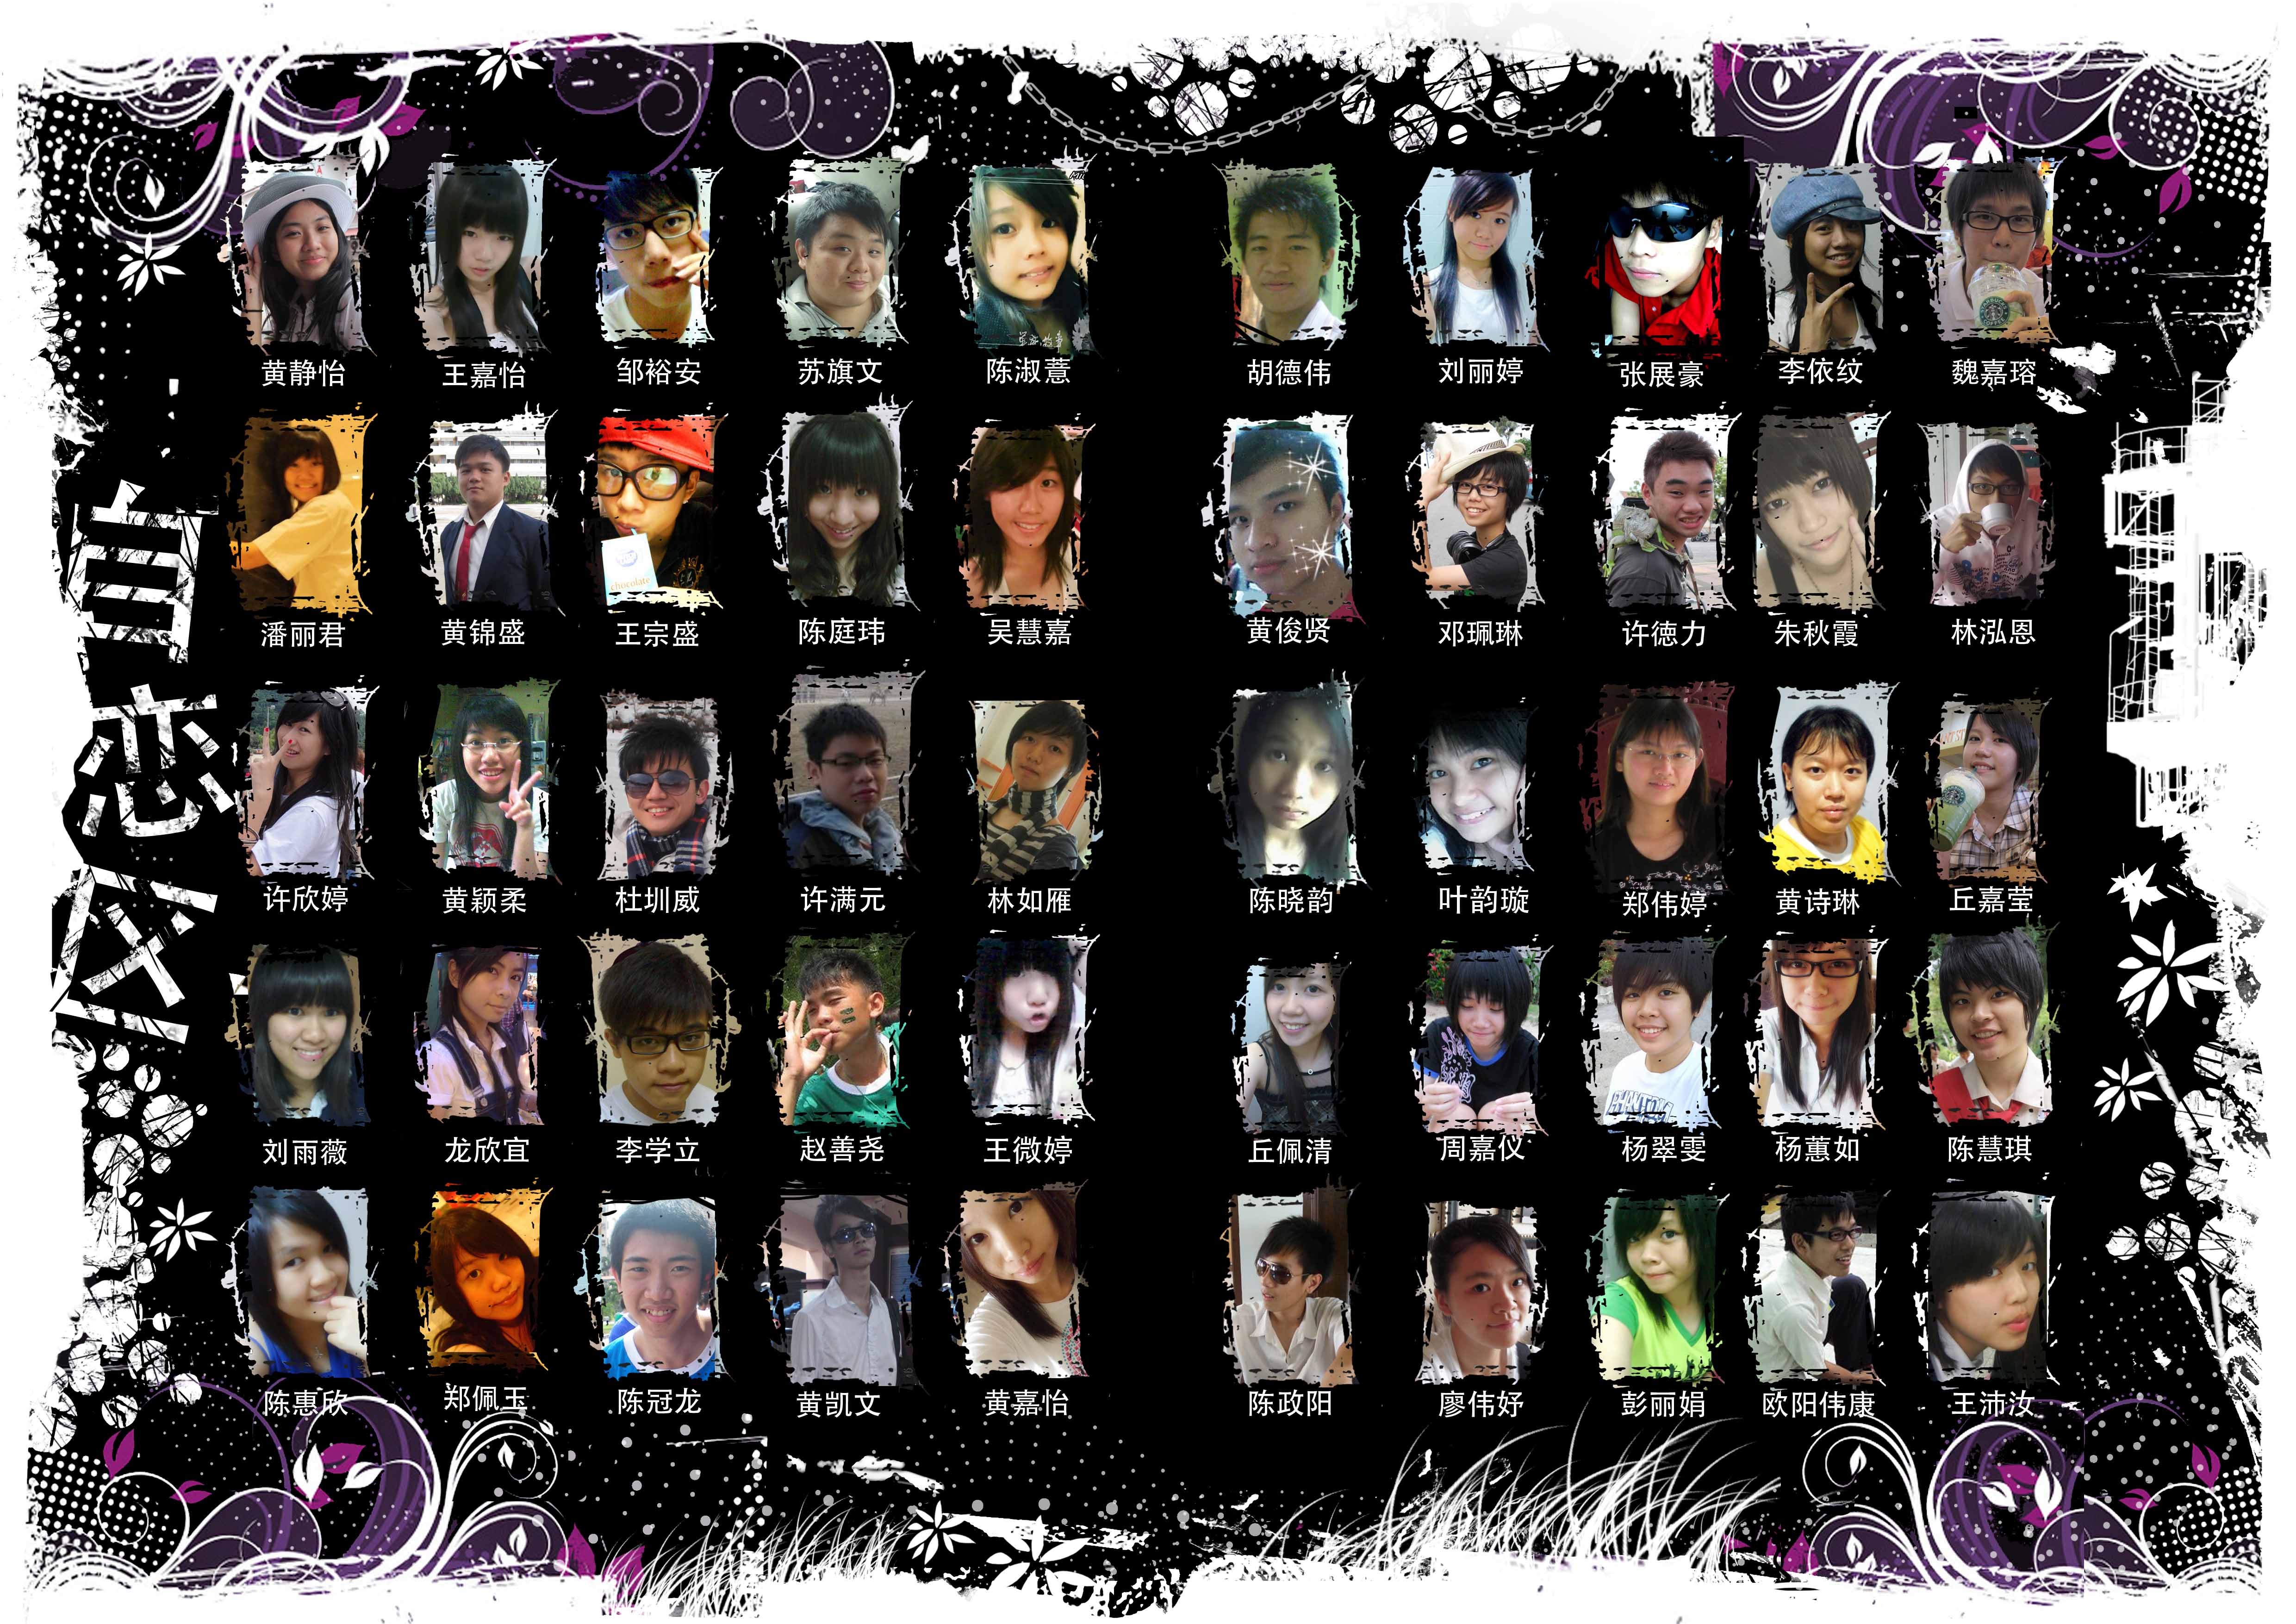 自恋区
黄静怡 王嘉怡 邹裕安 苏旗文 陈淑薏 胡德伟 刘丽婷 张展豪 李依纹 魏嘉瑢
潘丽君 黄锦盛 王宗盛 陈庭玮 吴慧嘉 黄俊贤 邓珮琳 许德力 朱秋霞 林泓恩
许欣婷 黄颖柔 杜圳威 许满元 林如雁 陈晓韵 叶韵璇 郑伟婷 黄诗琳 丘嘉莹
刘雨薇 龙欣宜 李学立 赵善尧 王微婷 丘佩清 周嘉仪 杨翠雯 杨蕙如 陈慧琪
陈惠欣 郑佩玉 陈冠龙 黄凯文 黄嘉怡 陈政阳 廖伟妤 彭丽娟 欧阳伟康 王沛汝
chocolate